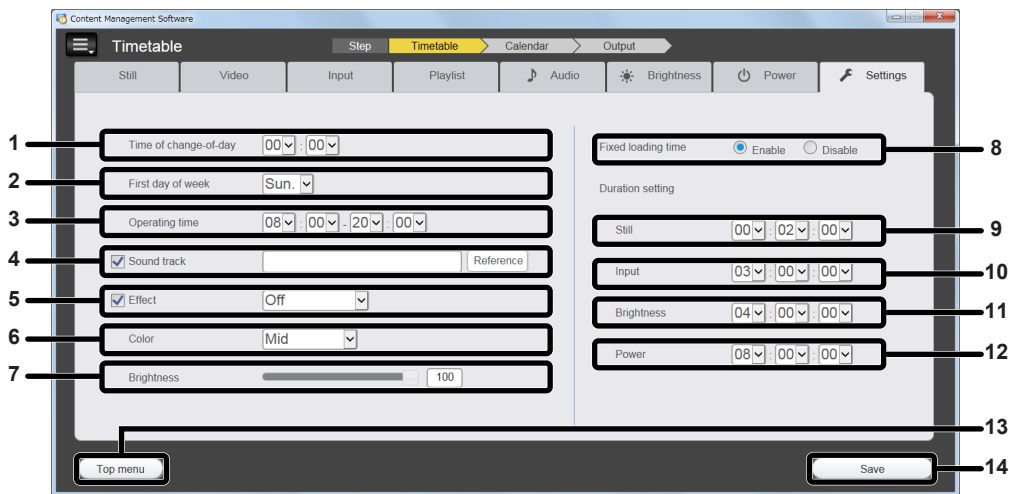 Content Management Software
Timetable
Step Timetable Calendar Output
Still Video Input Playlist Audio Brightness Power Settings
1 Time of change-of-day 00 : 00
2 First day of week Sun.
3 Operating time 08 : 00 - 20 : 00
4 Sound track Reference
5 Effect Off
6 Color Mid
7 Brightness 100
Fixed loading time Enable Disable 8
Duration setting
Still 00 : 02 : 00 9
Input 03 : 00 : 00 10
Brightness 04 : 00 : 00 11
Power 08 : 00 : 00 12
13
Top menu Save 14